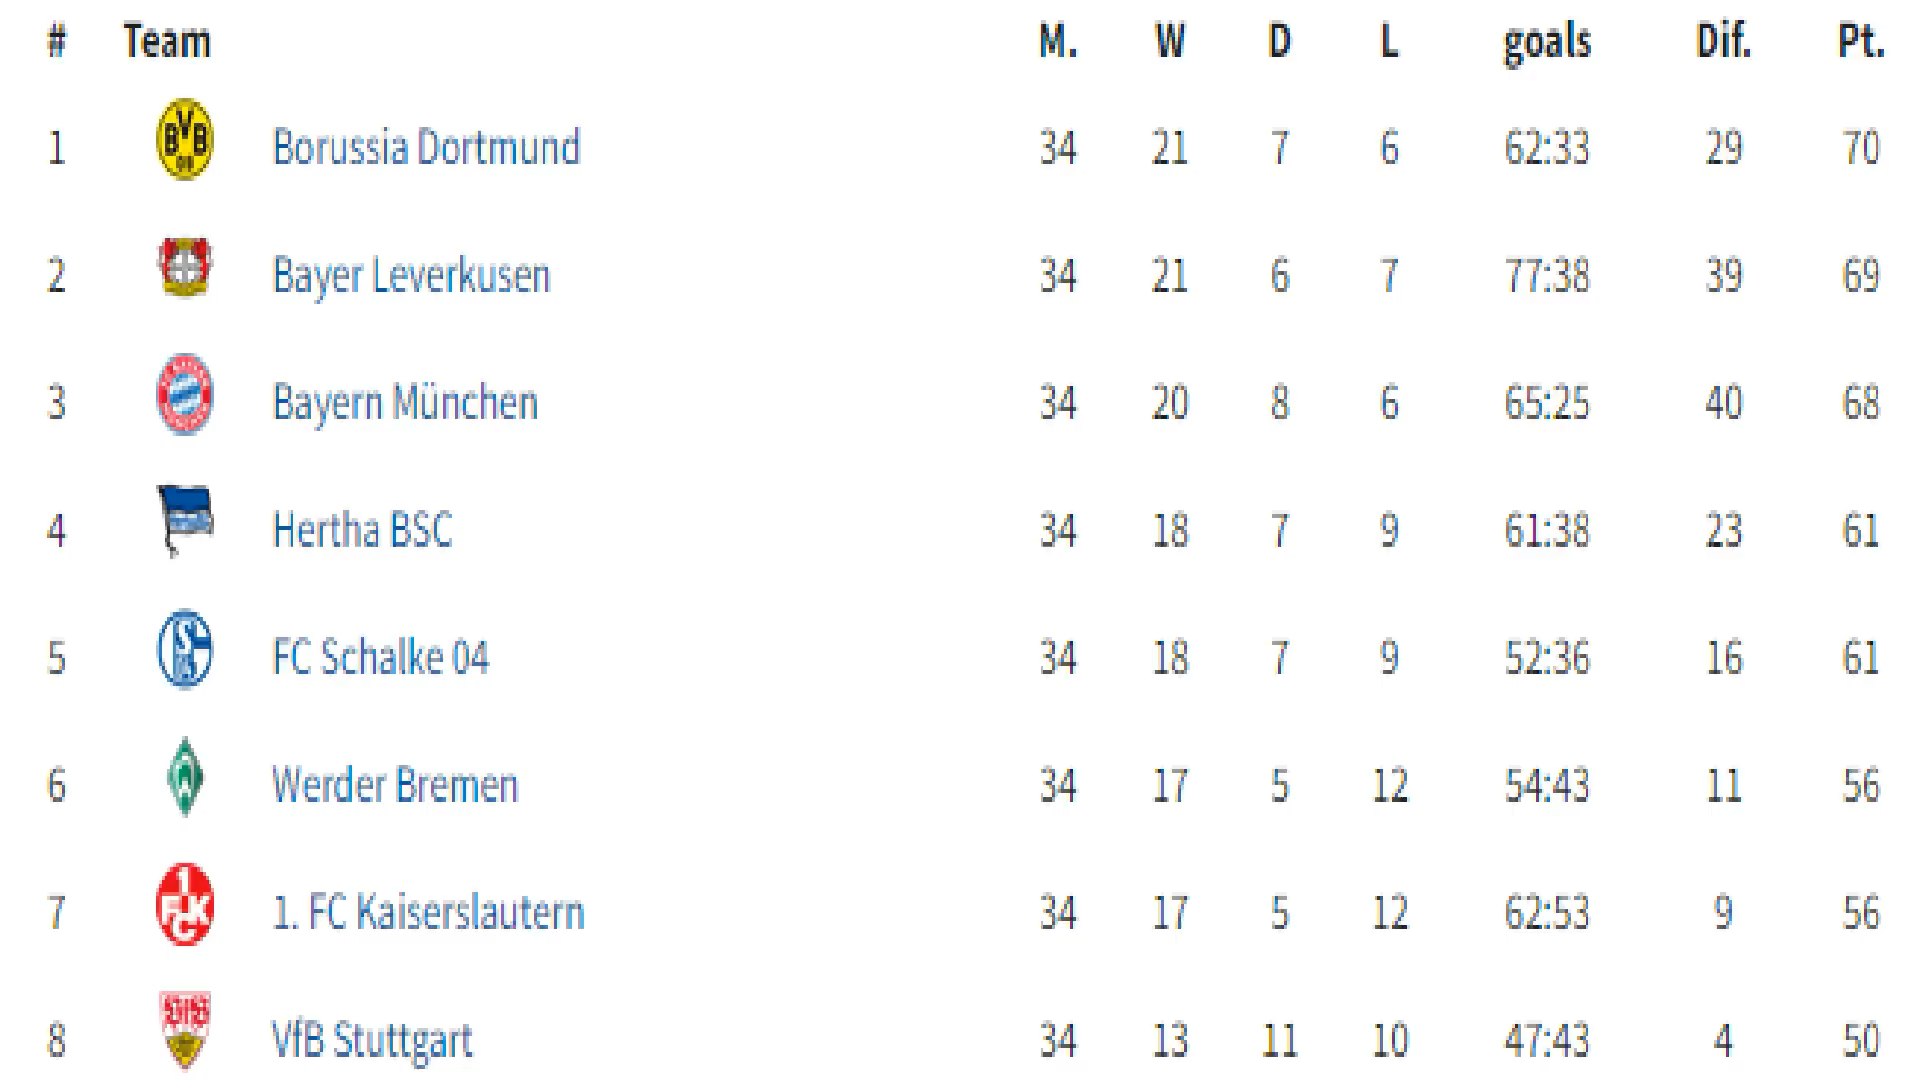 # Team M. W D L goals Dif. Pt.
1 BVB 09 Borussia Dortmund 34 21 7 6 62:33 29 70
2 Bayer Leverkusen 34 21 6 7 77:38 39 69
3 Bayern München 34 20 8 6 65:25 40 68
4 Hertha BSC 34 18 7 9 61:38 23 61
5 FC Schalke 04 34 18 7 9 52:36 16 61
6 W Werder Bremen 34 17 5 12 54:43 11 56
7 1. FCK 1. FC Kaiserslautern 34 17 5 12 62:53 9 56
8 VfB Stuttgart 34 13 11 10 47:43 4 50